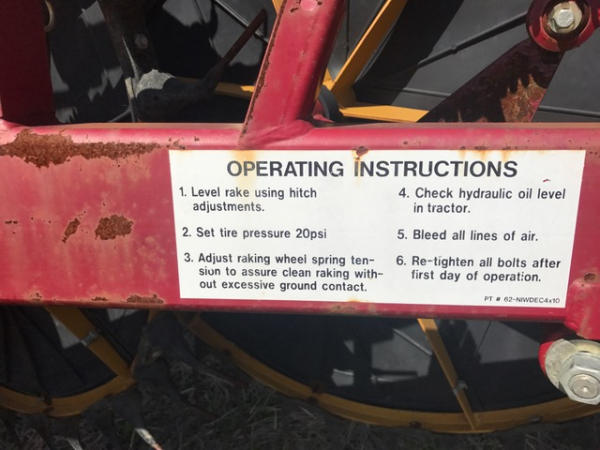 OPERATING INSTRUCTIONS
1. Level rake using hitch
adjustments.
2. Set tire pressure 20psi
3. Adjust raking wheel spring ten-
sion to assure clean raking with-
out excessive ground contact.
4. Check hydraulic oil level
in tractor.
5. Bleed all lines of air.
6. Re-tighten all bolts after
first day of operation.
PT # 62-NIWDEC4x10